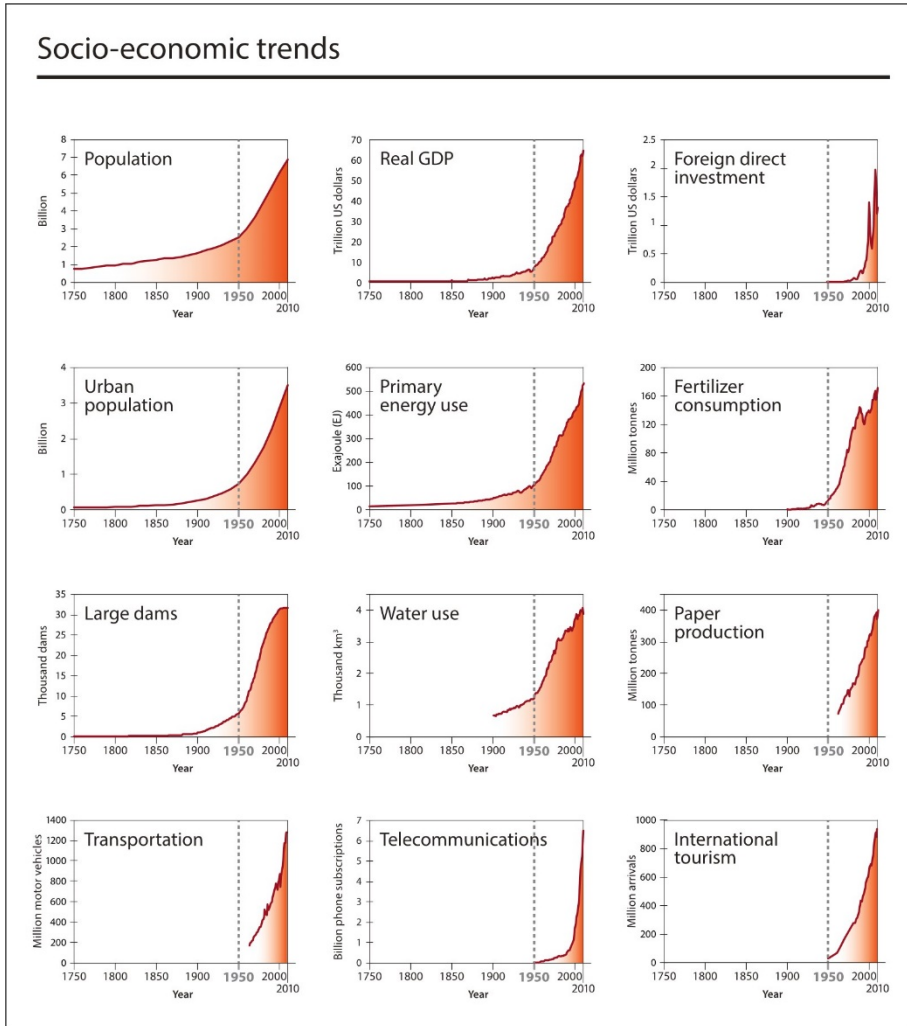 Socio-economic trends
Population
Billion
8
7
6
5
4
3
2
1
0
1750 1800 1850 1900 1950 2000
2010
Year
Real GDP
Trillion US dollars
70
60
50
40
30
20
10
0
1750 1800 1850 1900 1950 2000
2010
Year
Foreign direct
investment
Trillion US dollars
2.5
2
1.5
1
0.5
0
1750 1800 1850 1900 1950 2000
2010
Year
Urban
population
Billion
4
3
2
1
0
1750 1800 1850 1900 1950 2000
2010
Year
Primary
energy use
Exajoule (EJ)
600
500
400
300
200
100
0
1750 1800 1850 1900 1950 2000
2010
Year
Fertilizer
consumption
Million tonnes
200
160
120
80
40
0
1750 1800 1850 1900 1950 2000
2010
Year
Large dams
Thousand dams
35
30
25
20
15
10
5
0
1750 1800 1850 1900 1950 2000
2010
Year
Water use
Thousand km³
4
3
2
1
0
1750 1800 1850 1900 1950 2000
2010
Year
Paper
production
Million tonnes
400
300
200
100
0
1750 1800 1850 1900 1950 2000
2010
Year
Transportation
Million motor vehicles
1400
1200
1000
800
600
400
200
0
1750 1800 1850 1900 1950 2000
2010
Year
Telecommunications
Billion phone subscriptions
7
6
5
4
3
2
1
0
1750 1800 1850 1900 1950 2000
2010
Year
International
tourism
Million arrivals
1000
800
600
400
200
0
1750 1800 1850 1900 1950 2000
2010
Year